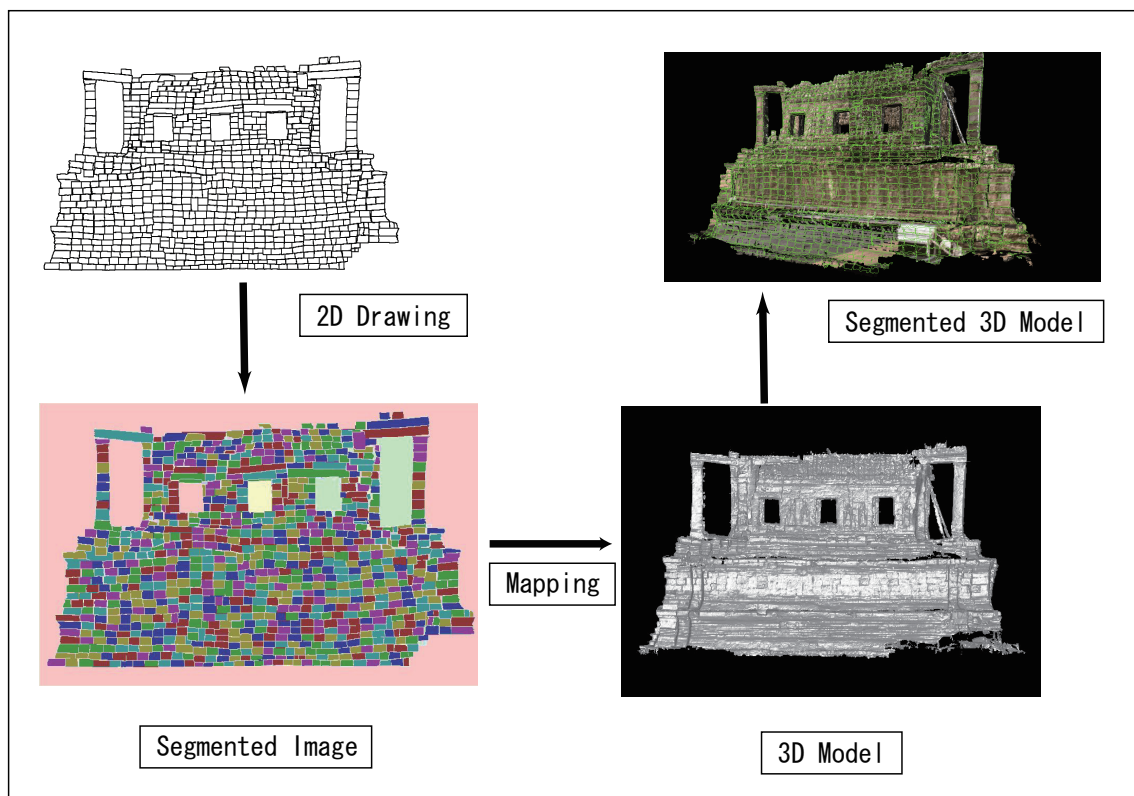 2D Drawing
Segmented 3D Model
Mapping
Segmented Image
3D Model